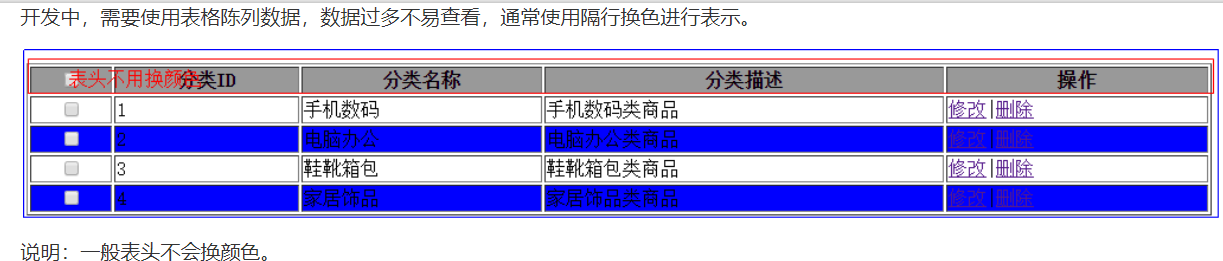 开发中，需要使用表格陈列数据，数据过多不易查看，通常使用隔行换色进行表示。
表头不用换颜色 分类ID 分类名称 分类描述 操作
1 手机数码 手机数码类商品 修改|删除
2 电脑办公 电脑办公类商品 修改|删除
3 鞋靴箱包 鞋靴箱包类商品 修改|删除
4 家居饰品 家居饰品类商品 修改|删除
说明：一般表头不会换颜色。